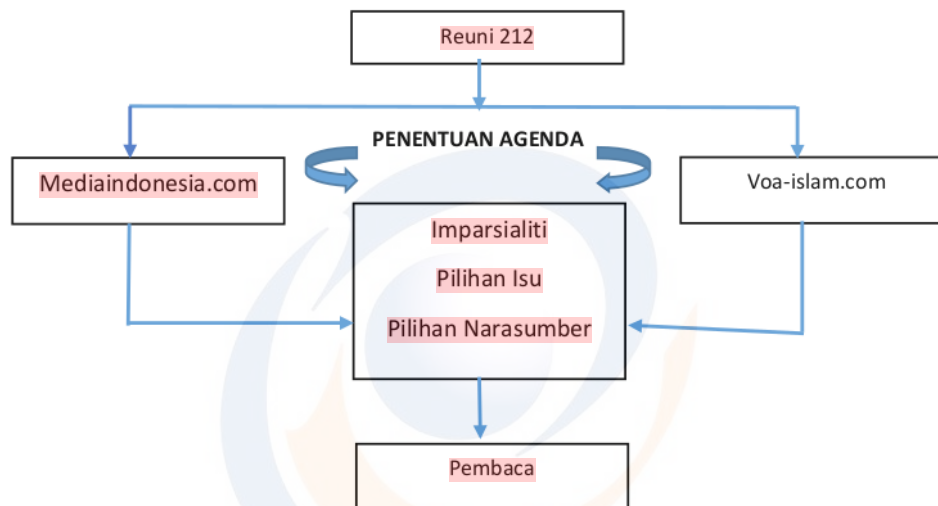 Reuni 212
PENENTUAN AGENDA
Mediaindonesia.com
Voa-islam.com
Imparsialiti
Pilihan Isu
Pilihan Narasumber
Pembaca